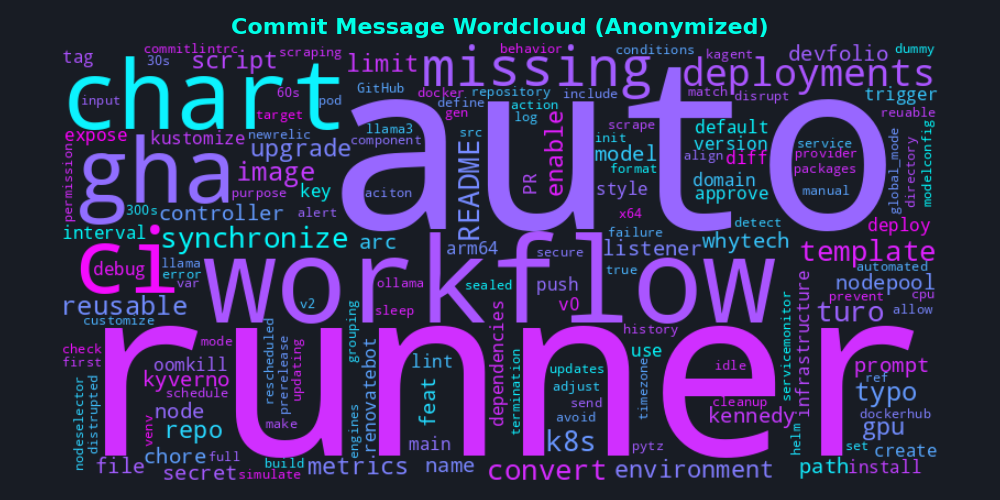 Commit Message Wordcloud (Anonymized)
tag
commitlintrc
30s
script
scraping
behavior
conditions
kagent
devfolio
dummy
chart
limit
missing
deployments
input
60s
pod
GitHub
docker
repository
include
match
disrupt
trigger
target
gen
define
action
log
reuable
auto
expose
kustomize
newrelic
llama3
component
src
enable
scrape
default
service
gha
upgrade
README
init
model
version
provider
format
align
diff
packages
permission
image
PR
domain
global_mode
directory
modelconfig
purpose
key
aciton
style
approve
manual
300s
controller
alert
x64
detect
deploy
interval
synchronize
arc
arm64
secure
failure
listener
whytech
template
ci
debug
llama
error
var
workflow
ollama
sealed
push
true
automated
nodepool
reusable
v2
sleep
v0
prevent
cpu
customize
history
turo
allow
runner
check
first
mode
rescheduled
prerelease
updating
grouping
renovatebot
lint
dependencies
termination
updates
use
timezone
idle
servicemonitor
infrastructure
prompt
oomkill
kyverno
schedule
feat
adjust
ref
typo
nodeselector
distrupted
venv
node
make
engines
send
avoid
cleanup
kennedy
dockerhub
repo
main
k8s
pytz
helm
set
gpu
create
chore
full
file
secret
build
simulate
metrics
name
convert
environment
path
install